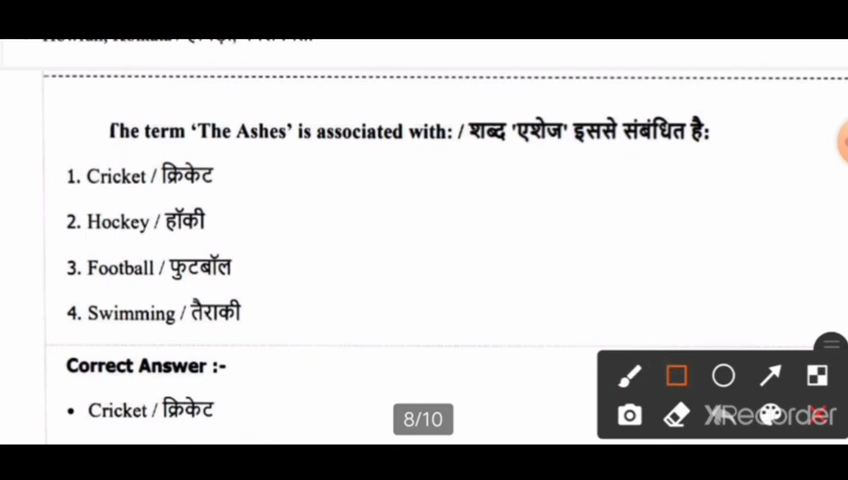 The term ‘The Ashes’ is associated with: / शब्द 'एशेज' इससे संबंधित है:
1. Cricket / क्रिकेट
2. Hockey / हॉकी
3. Football / फुटबॉल
4. Swimming / तैराकी
Correct Answer :-
• Cricket / क्रिकेट
8/10
XRecorder